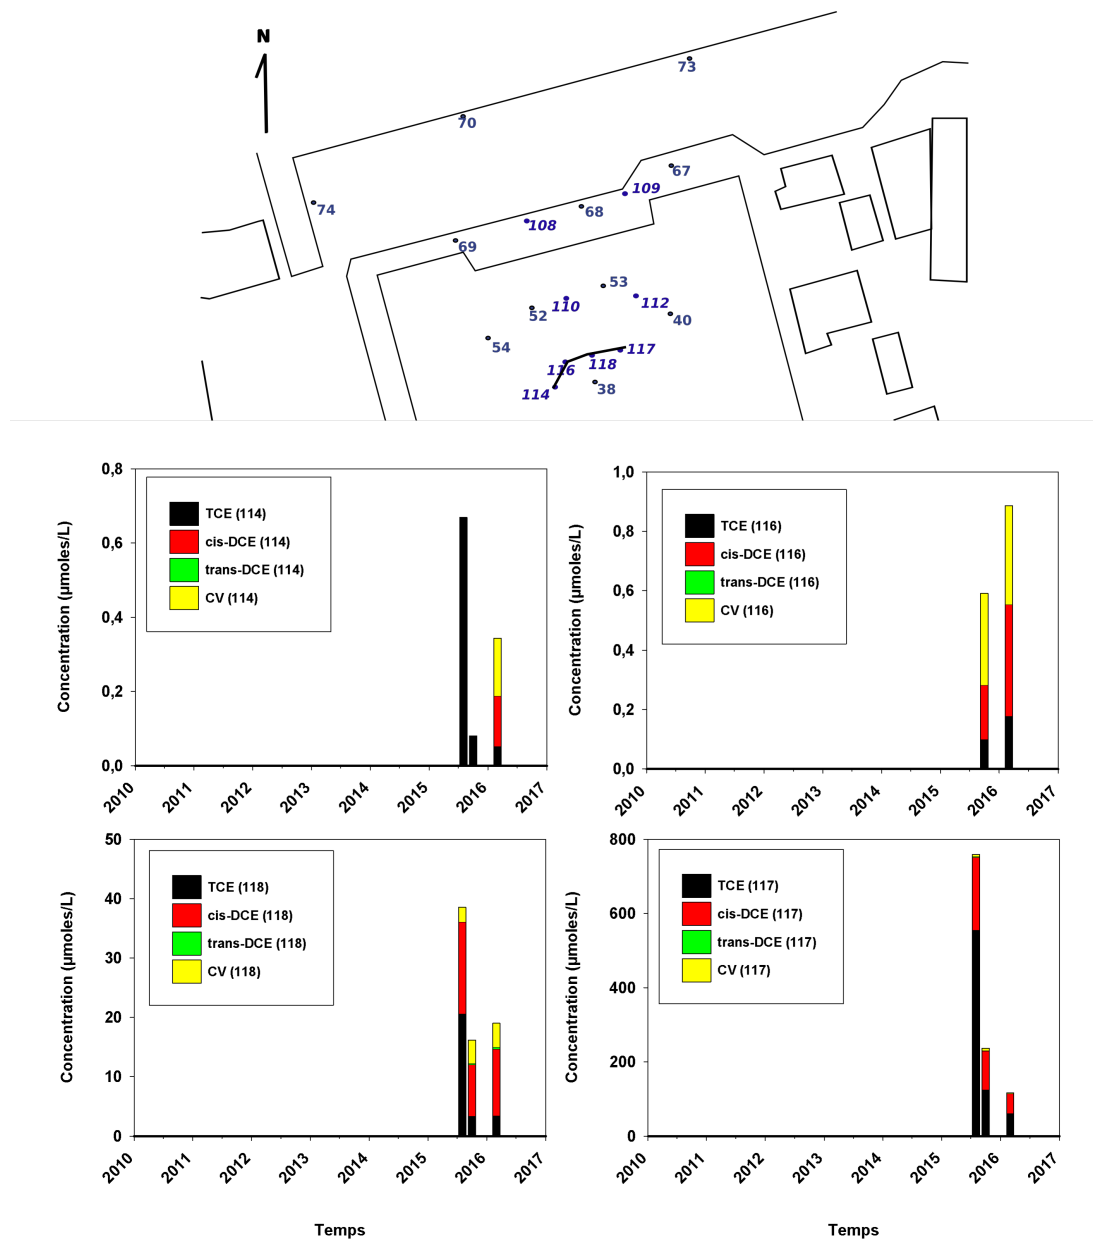 N
73
70
67
109
74
68
108
69
53
110
112
52
40
54
117
118
116
38
114
0,8
0,6
0,4
0,2
0,0
Concentration (µmoles/L)
TCE (114)
cis-DCE (114)
trans-DCE (114)
CV (114)
2010 2011 2012 2013 2014 2015 2016 2017
1,0
0,8
0,6
0,4
0,2
0,0
Concentration (µmoles/L)
TCE (116)
cis-DCE (116)
trans-DCE (116)
CV (116)
2010 2011 2012 2013 2014 2015 2016 2017
50
40
30
20
10
0
Concentration (µmoles/L)
TCE (118)
cis-DCE (118)
trans-DCE (118)
CV (118)
2010 2011 2012 2013 2014 2015 2016 2017
Temps
800
600
400
200
0
Concentration (µmoles/L)
TCE (117)
cis-DCE (117)
trans-DCE (117)
CV (117)
2010 2011 2012 2013 2014 2015 2016 2017
Temps